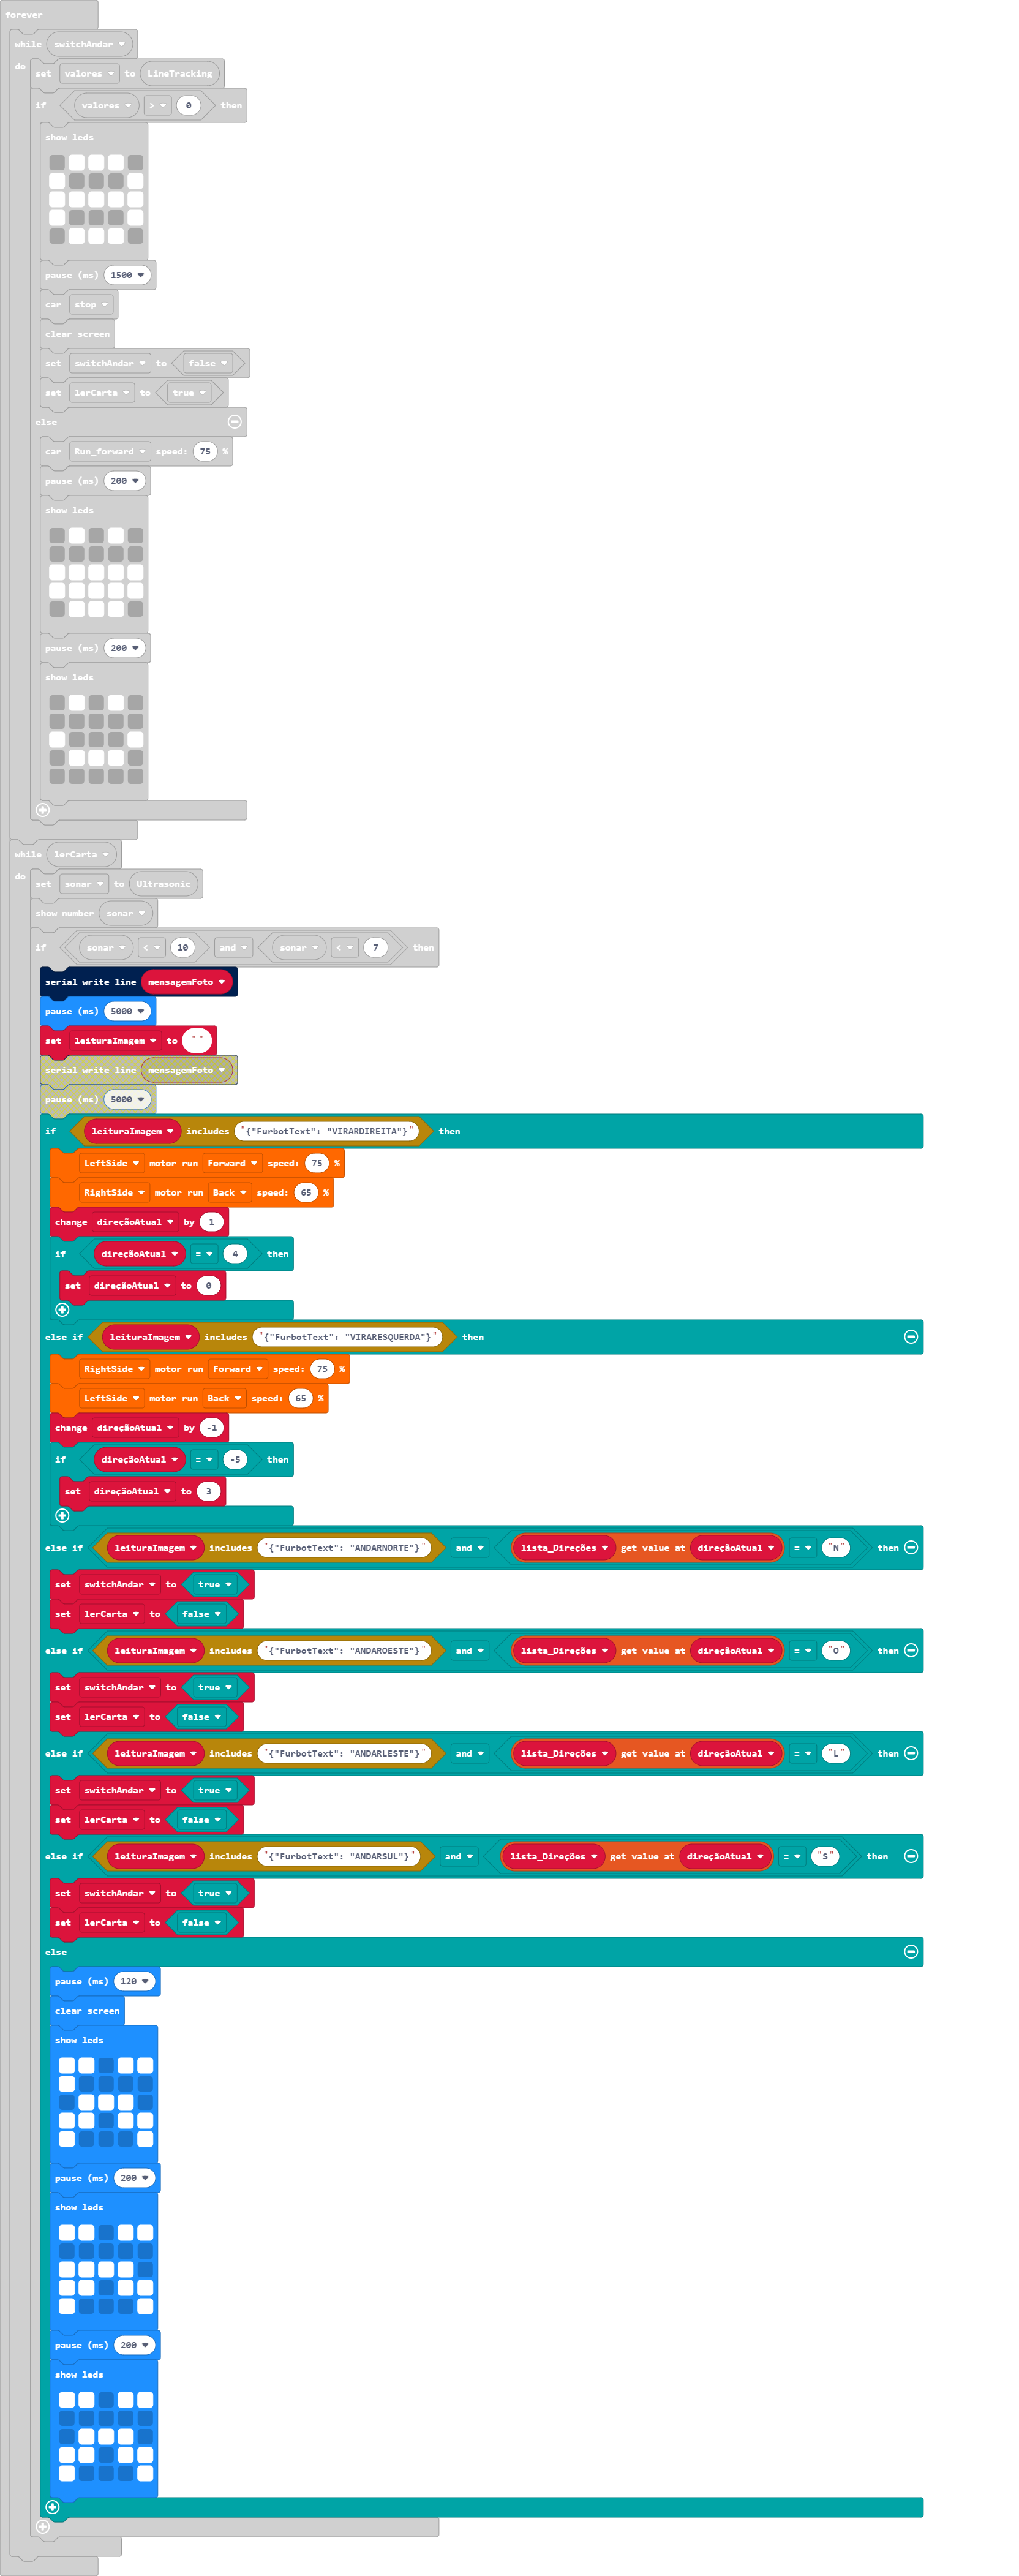 forever
while switchAndar
do
set valores to LineTracking
if valores > 0 then
show leds
pause (ms) 1500
car stop
clear screen
set switchAndar to false
set lerCarta to true
else
car Run_forward speed: 75 %
pause (ms) 200
show leds
pause (ms) 200
show leds
while lerCarta
do
set sonar to Ultrasonic
show number sonar
if sonar < 10 and sonar < 7 then
serial write line mensagemFoto
pause (ms) 5000
set leituraImagem to " "
serial write line mensagemFoto
pause (ms) 5000
if leituraImagem includes "{"FurbotText": "VIRARDIREITA"}" then
LeftSide motor run Forward speed: 75 %
RightSide motor run Back speed: 65 %
change direçãoAtual by 1
if direçãoAtual = 4 then
set direçãoAtual to 0
else if leituraImagem includes "{"FurbotText": "VIRARESQUERDA"}" then
RightSide motor run Forward speed: 75 %
LeftSide motor run Back speed: 65 %
change direçãoAtual by -1
if direçãoAtual = -5 then
set direçãoAtual to 3
else if leituraImagem includes "{"FurbotText": "ANDARNORTE"}" and lista_Direções get value at direçãoAtual = "N" then
set switchAndar to true
set lerCarta to false
else if leituraImagem includes "{"FurbotText": "ANDAROESTE"}" and lista_Direções get value at direçãoAtual = "O" then
set switchAndar to true
set lerCarta to false
else if leituraImagem includes "{"FurbotText": "ANDARLESTE"}" and lista_Direções get value at direçãoAtual = "L" then
set switchAndar to true
set lerCarta to false
else if leituraImagem includes "{"FurbotText": "ANDARSUL"}" and lista_Direções get value at direçãoAtual = "S" then
set switchAndar to true
set lerCarta to false
else
pause (ms) 120
clear screen
show leds
pause (ms) 200
show leds
pause (ms) 200
show leds